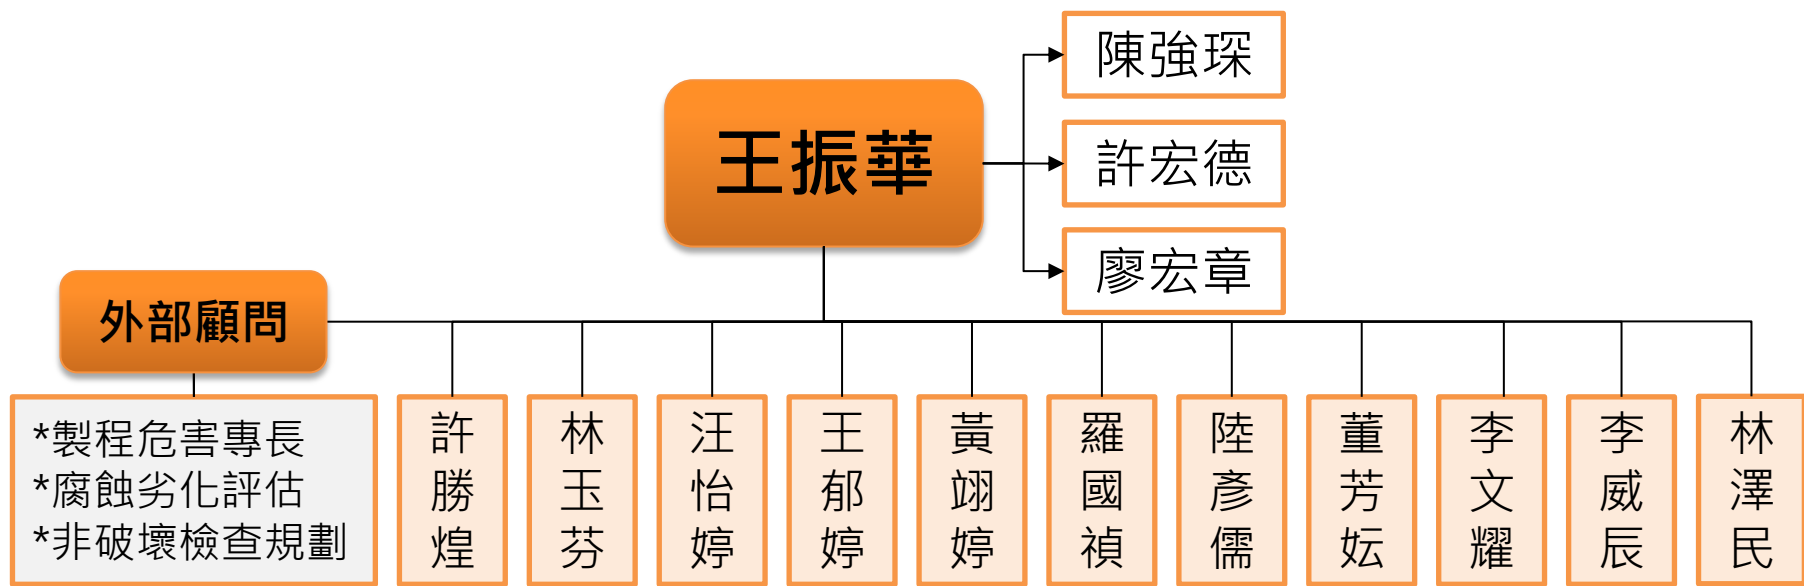 陳強琛
王振華
許宏德
廖宏章
外部顧問
*製程危害專長
*腐蝕劣化評估
*非破壞檢查規劃
許勝煌
林玉芬
汪怡婷
王郁婷
黃翊婷
羅國禎
陸彥儒
董芳妘
李文耀
李威辰
林澤民